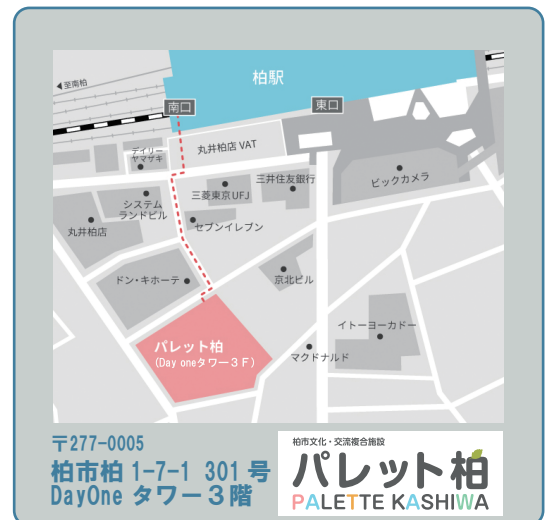 柏駅
◀至南柏
南口
東口
丸井柏店 VAT
デイリー
ヤマザキ
三井住友銀行
ビックカメラ
三菱東京UFJ
システム
ランドビル
セブンイレブン
丸井柏店
ドン・キホーテ
京北ビル
イトーヨーカドー
パレット柏
(Day oneタワー3F)
マクドナルド
〒277-0005
柏市柏 1-7-1 301 号
DayOne タワー３階
柏市文化・交流複合施設
パレット柏
PALETTE KASHIWA